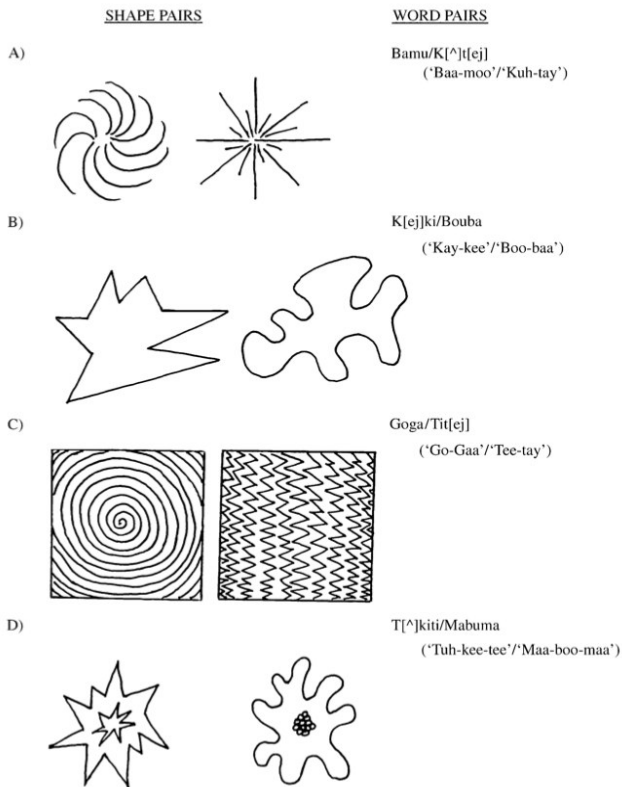 SHAPE PAIRS WORD PAIRS
A) Bamu/K[^]t[ej]
('Baa-moo'/'Kuh-tay')
B) K[ej]ki/Bouba
('Kay-kee'/'Boo-baa')
C) Goga/Tit[ej]
('Go-Gaa'/'Tee-tay')
D) T[^]kiti/Mabuma
('Tuh-kee-tee'/'Maa-boo-maa')